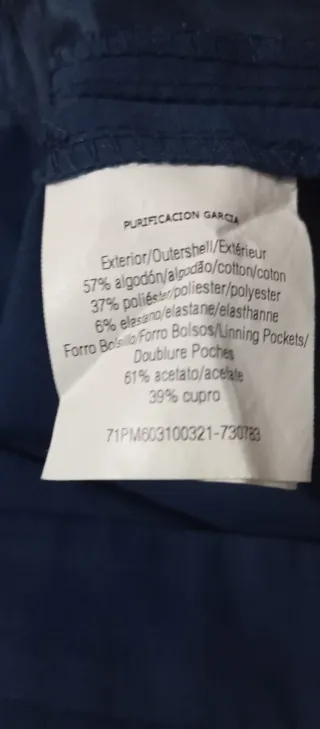 PURIFICACION GARCIA
Exterior/Outershell/Extérieur
57% algodón/algodão/cotton/coton
37% poliéster/poliester/polyester
6% elastano/elastane/elasthanne
Forro Bolsillo/Forro Bolsos/Linning Pockets/
Doublure Poches
61% acetato/acetate
39% cupro
71PM603100321-730783